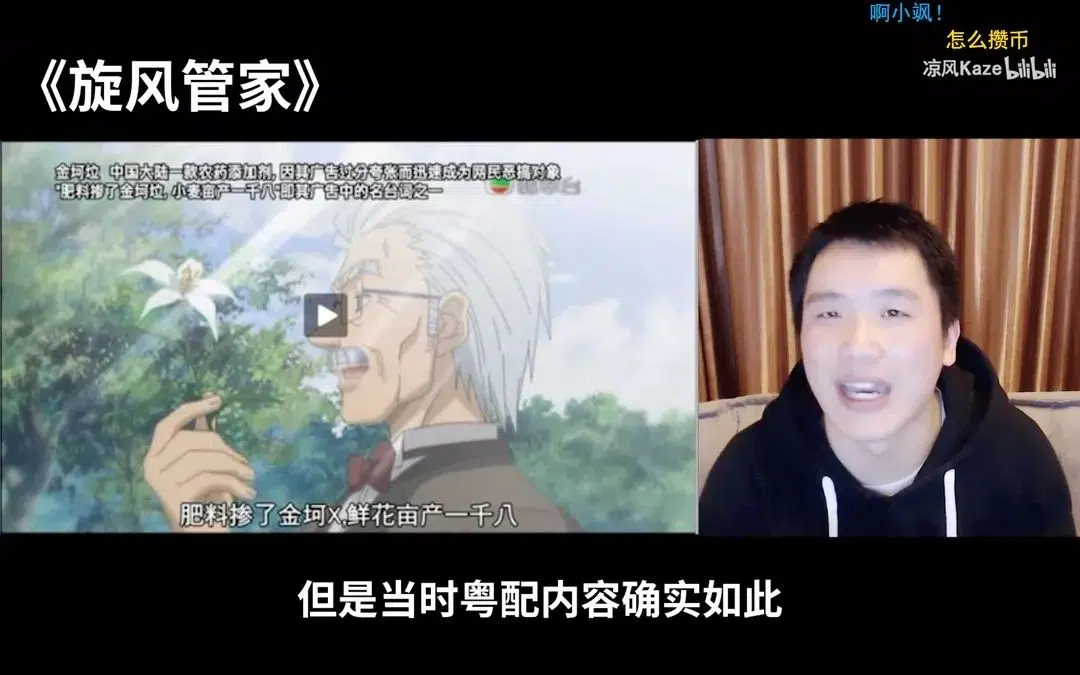 啊小飒！
怎么攒币
凉风Kaze bilibili
《旋风管家》
金坷垃 中国大陆一款农药添加剂, 因其广告过分夸张而迅速成为网民恶搞对象
"肥料掺了金坷垃, 小麦亩产一千八"即其广告中的名台词之一
肥料掺了金坷X,鲜花亩产一千八
但是当时粤配内容确实如此